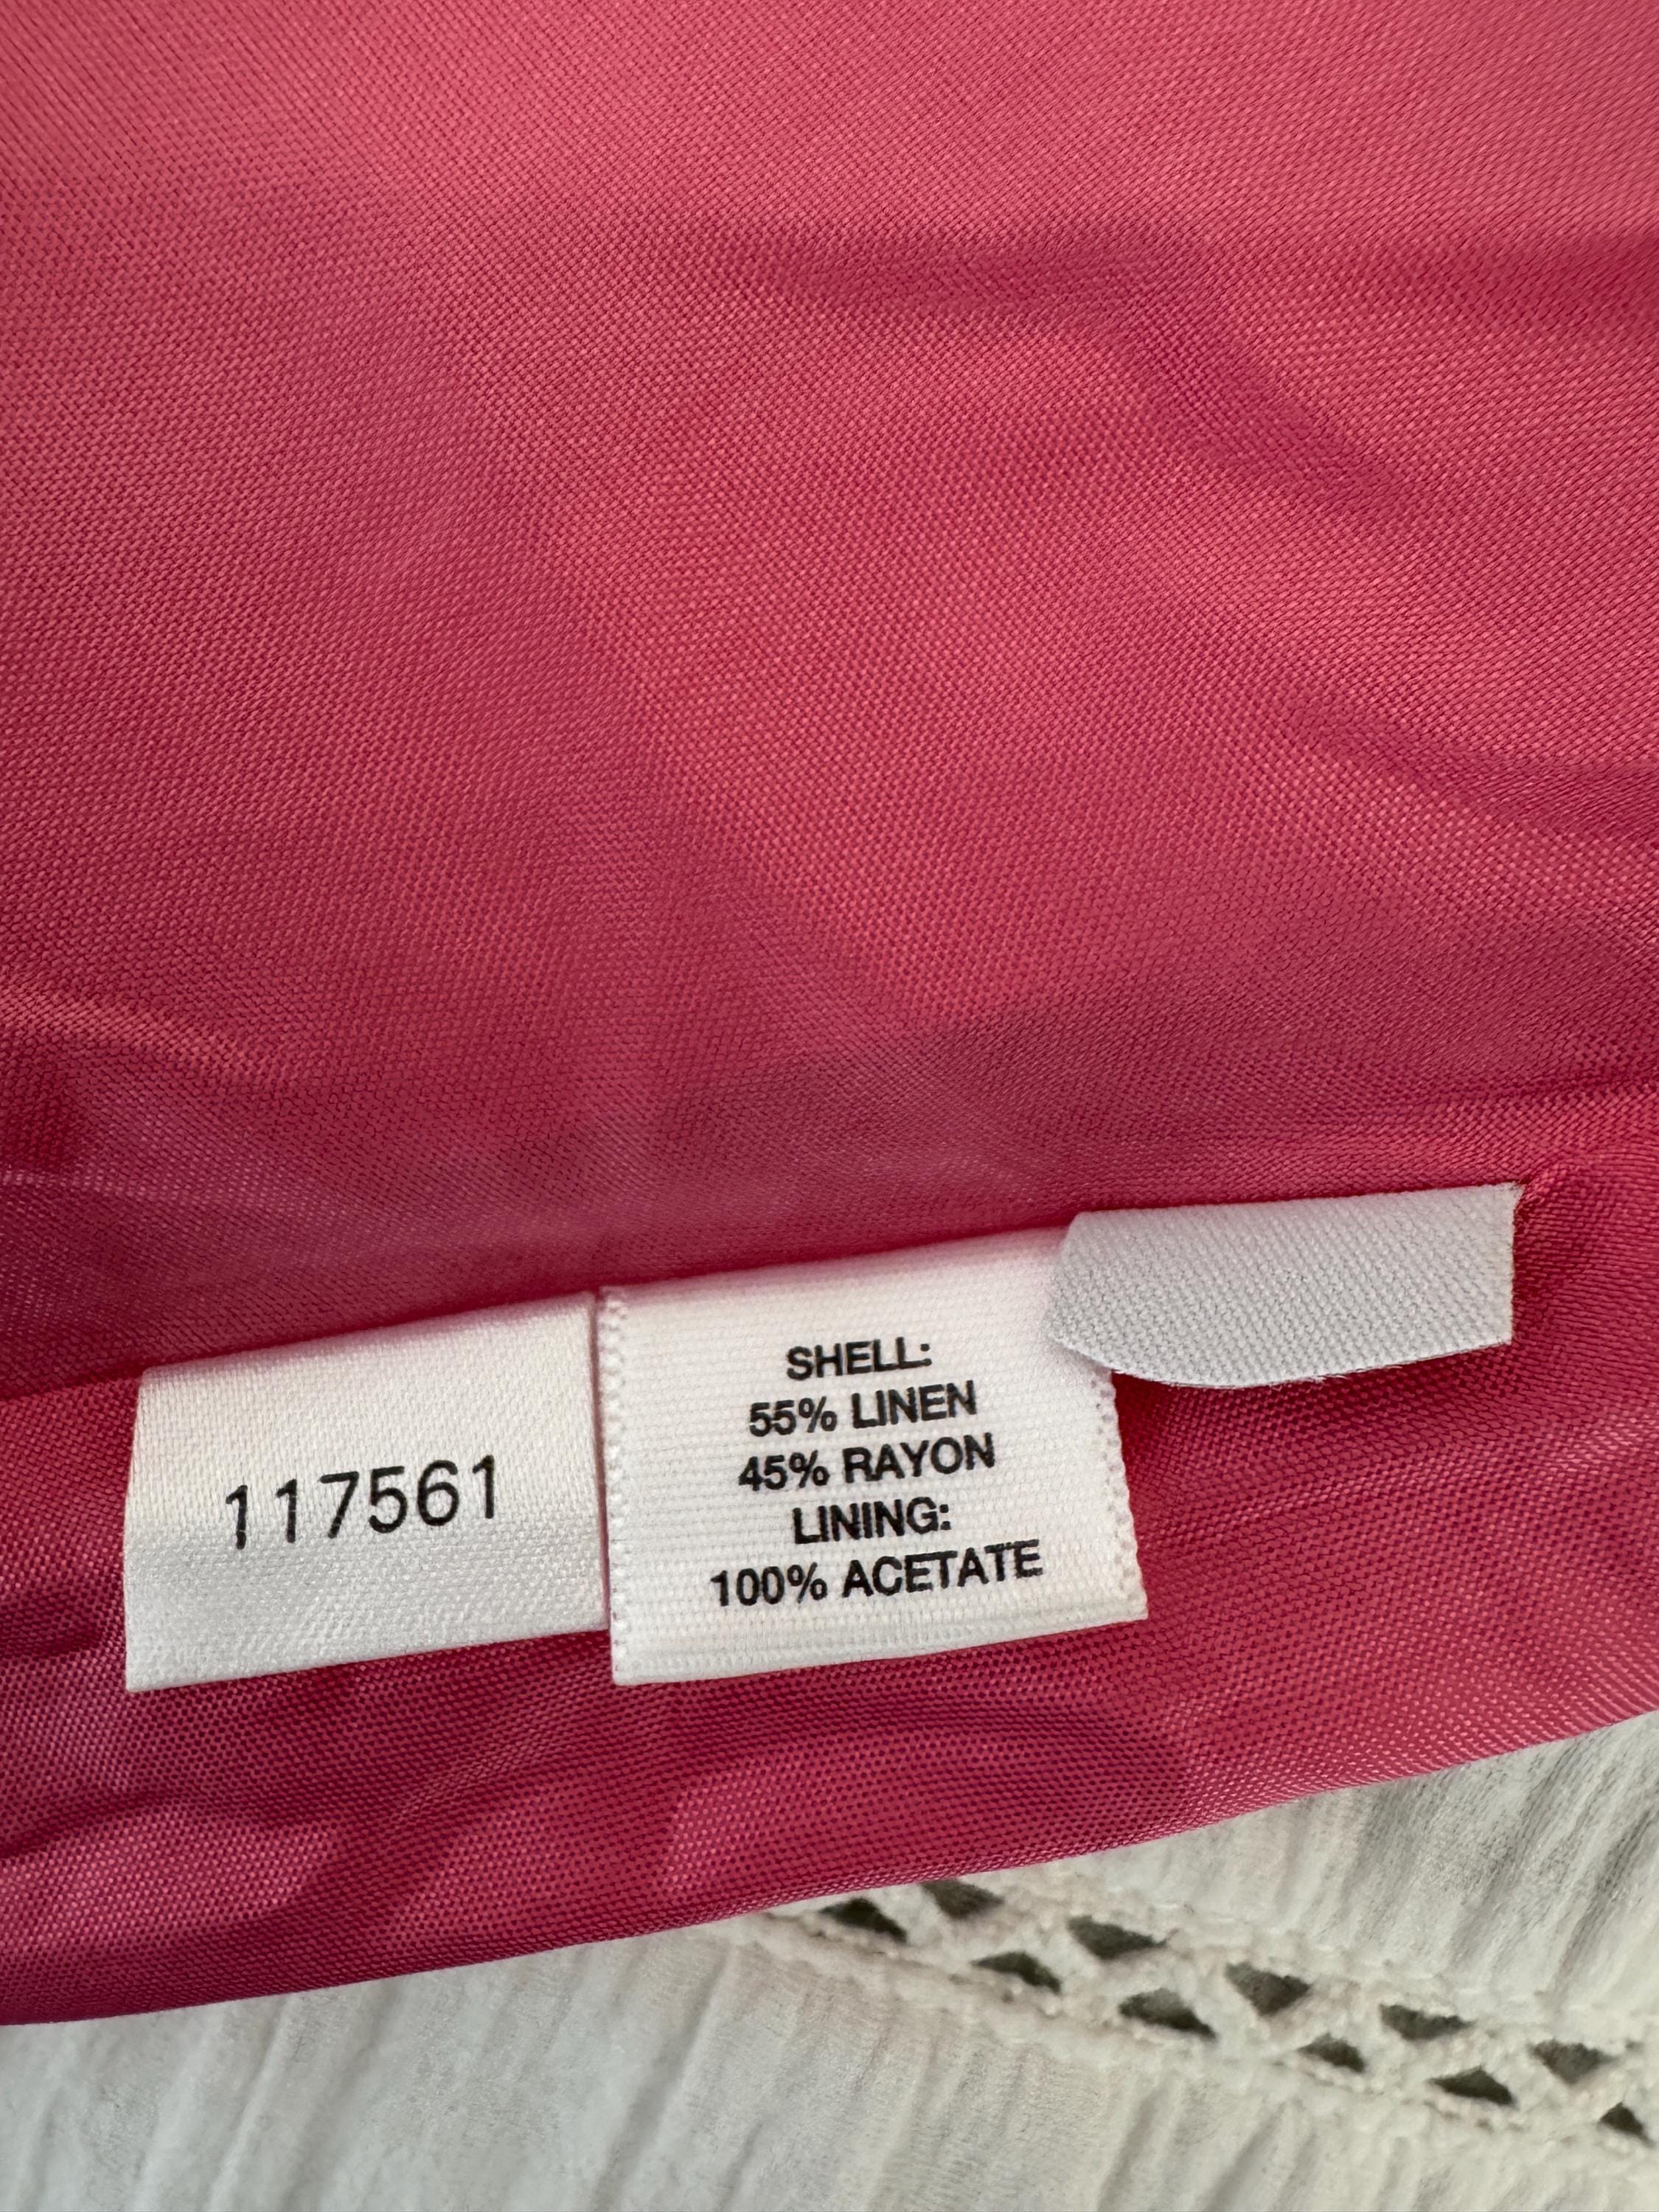 117561
SHELL:
55% LINEN
45% RAYON
LINING:
100% ACETATE